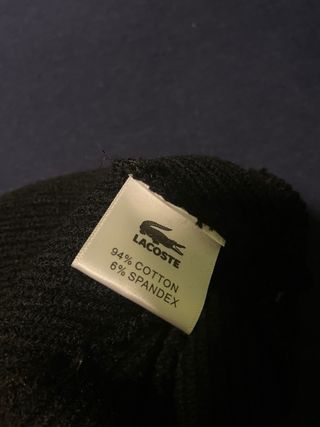 LACOSTE
94% COTTON
6% SPANDEX